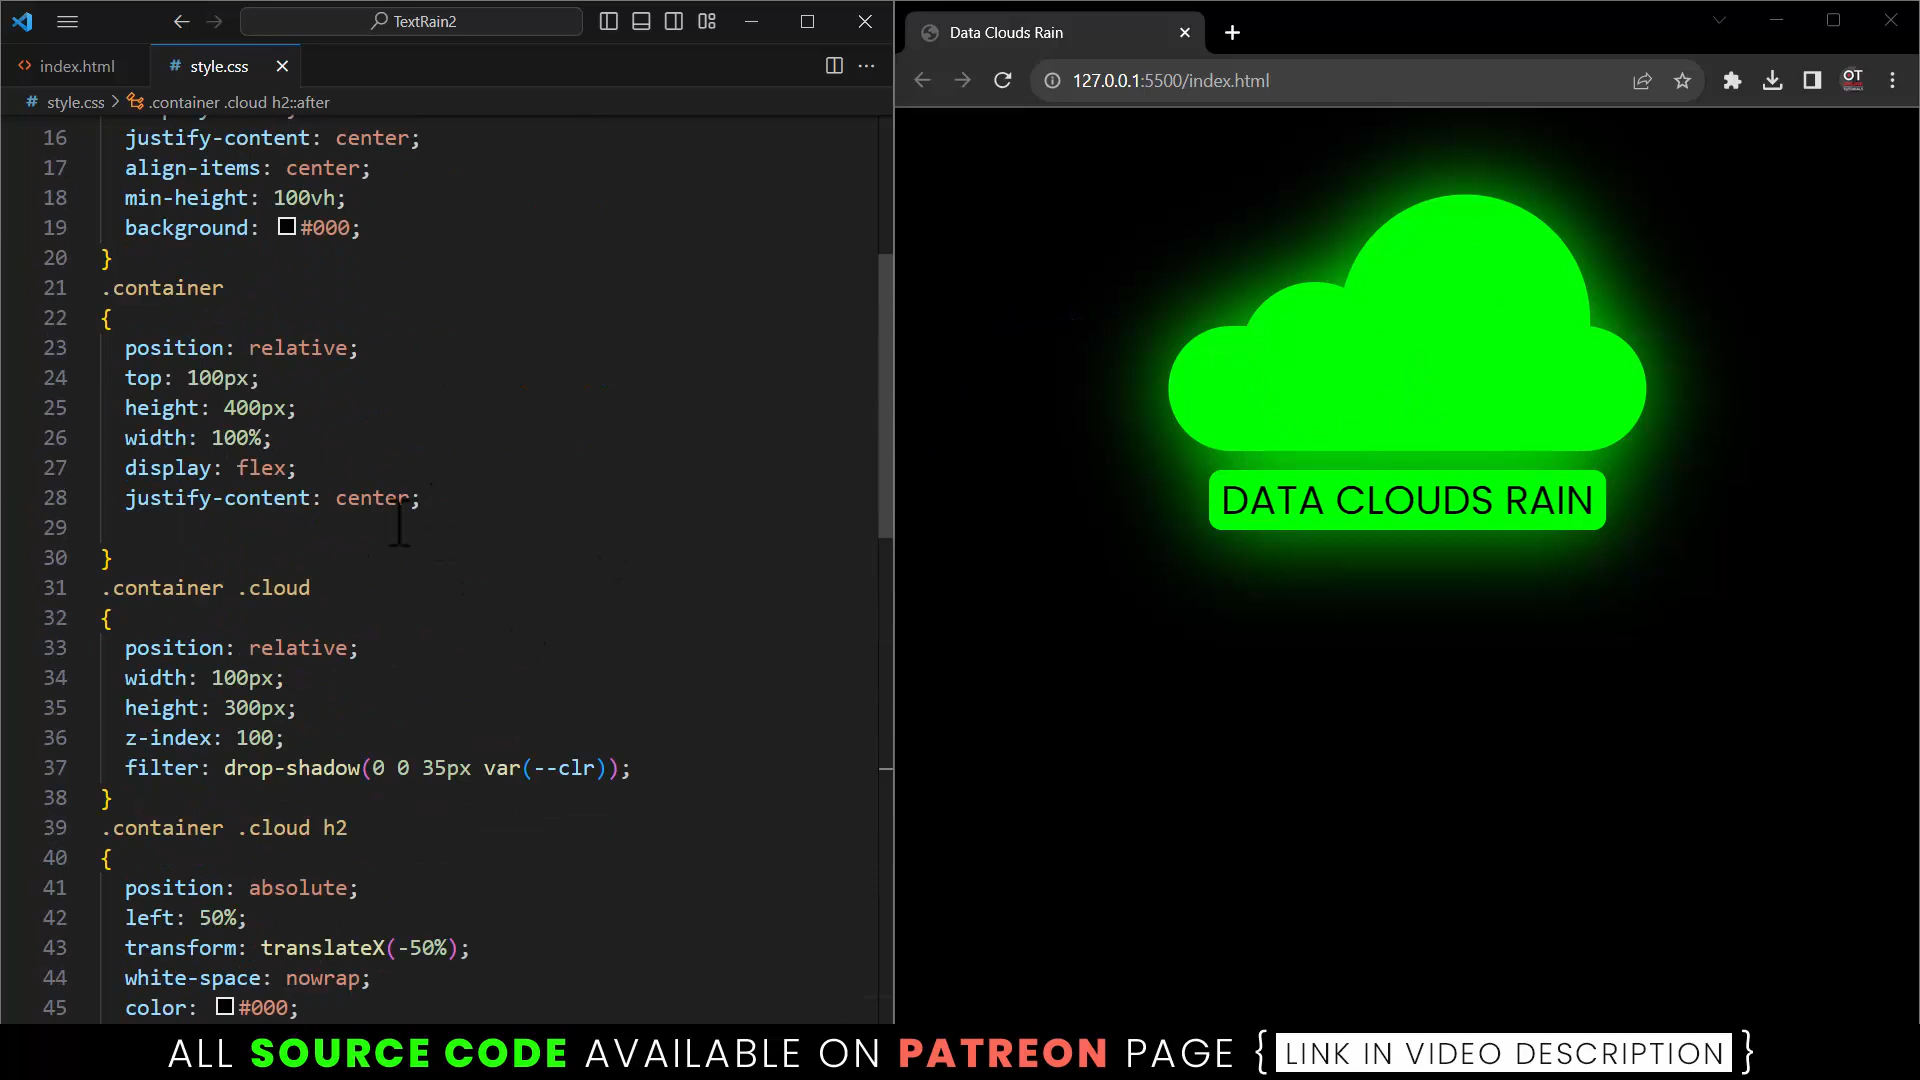 TextRain2
index.html
# style.css
# style.css > .container .cloud h2::after
16 justify-content: center;
17 align-items: center;
18 min-height: 100vh;
19 background: #000;
20 }
21 .container
22 {
23 position: relative;
24 top: 100px;
25 height: 400px;
26 width: 100%;
27 display: flex;
28 justify-content: center;
29
30 }
31 .container .cloud
32 {
33 position: relative;
34 width: 100px;
35 height: 300px;
36 z-index: 100;
37 filter: drop-shadow(0 0 35px var(--clr));
38 }
39 .container .cloud h2
40 {
41 position: absolute;
42 left: 50%;
43 transform: translateX(-50%);
44 white-space: nowrap;
45 color: #000;
Data Clouds Rain
127.0.0.1:5500/index.html
OT
DATA CLOUDS RAIN
ALL SOURCE CODE AVAILABLE ON PATREON PAGE { LINK IN VIDEO DESCRIPTION }